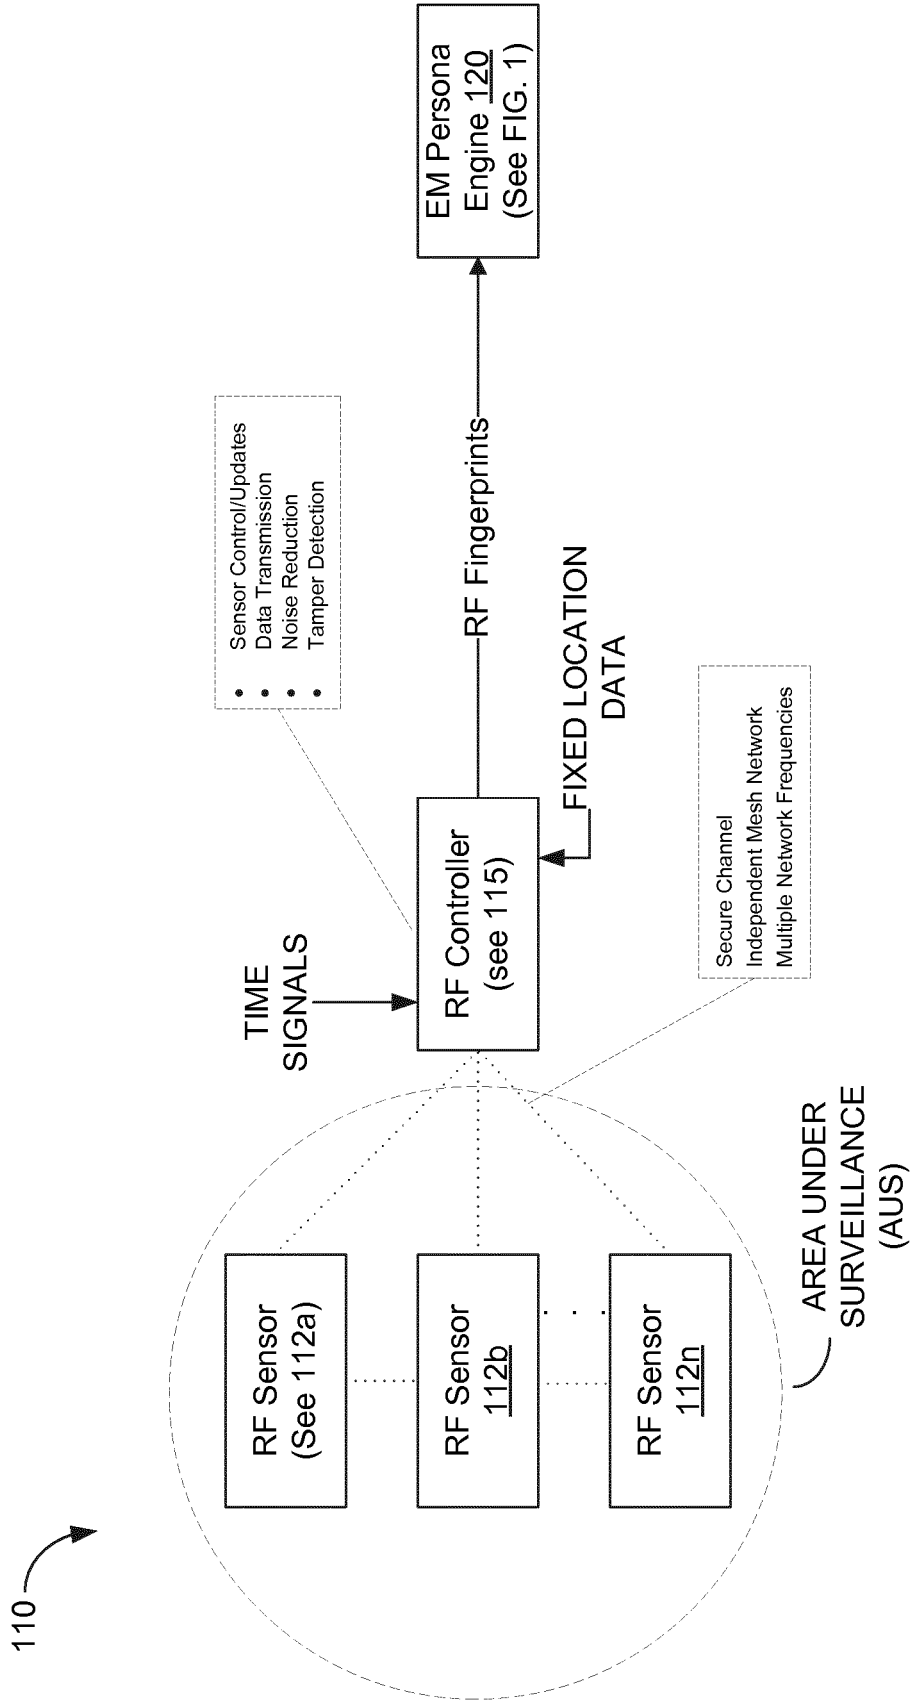 110
RF Sensor
(See 112a)
RF Sensor
112b
RF Sensor
112n
AREA UNDER
SURVEILLANCE
(AUS)
TIME
SIGNALS
RF Controller
(see 115)
FIXED LOCATION
DATA
Sensor Control/Updates
Data Transmission
Noise Reduction
Tamper Detection
Secure Channel
Independent Mesh Network
Multiple Network Frequencies
RF Fingerprints
EM Persona
Engine 120
(See FIG. 1)